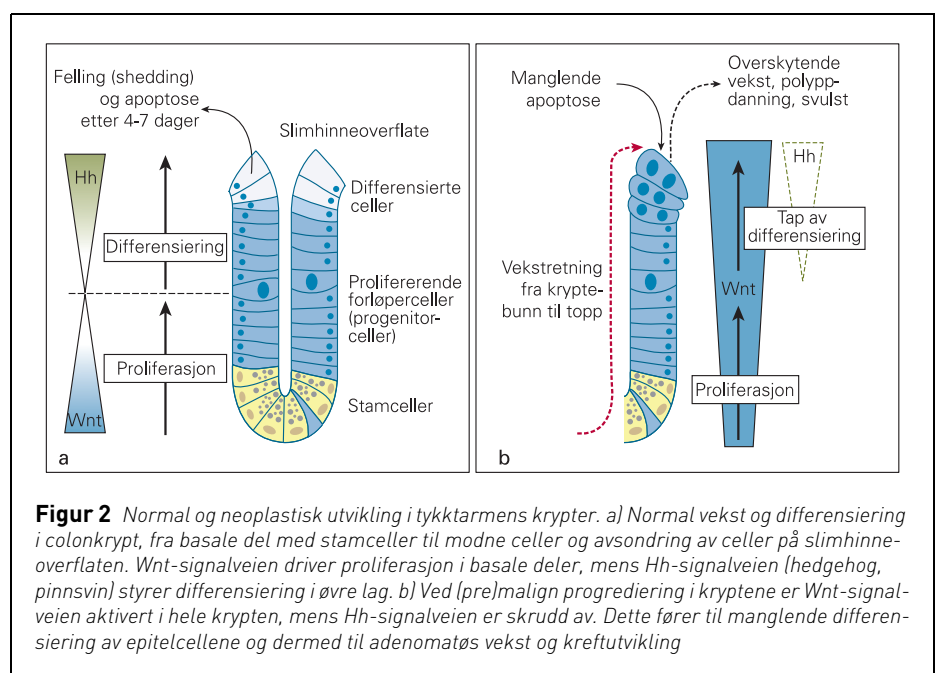 Felling (shedding)
og apoptose
etter 4-7 dager
Slimhinneoverflate
Hh
Differensierte
celler
Differensiering
Prolifererende
forløperceller
(progenitor-
celler)
Proliferasjon
Wnt
Stamceller
a
Manglende
apoptose
Overskytende
vekst, polypp-
danning, svulst
Hh
Tap av
differensiering
Vekstretning
fra krypte-
bunn til topp
Wnt
Proliferasjon
b
Figur 2 Normal og neoplastisk utvikling i tykktarmens krypter. a) Normal vekst og differensiering
i colonkrypt, fra basale del med stamceller til modne celler og avsondring av celler på slimhinne-
overflaten. Wnt-signalveien driver proliferasjon i basale deler, mens Hh-signalveien (hedgehog,
pinnsvin) styrer differensiering i øvre lag. b) Ved (pre)malign progrediering i kryptene er Wnt-signal-
veien aktivert i hele krypten, mens Hh-signalveien er skrudd av. Dette fører til manglende differen-
siering av epitelcellene og dermed til adenomatøs vekst og kreftutvikling